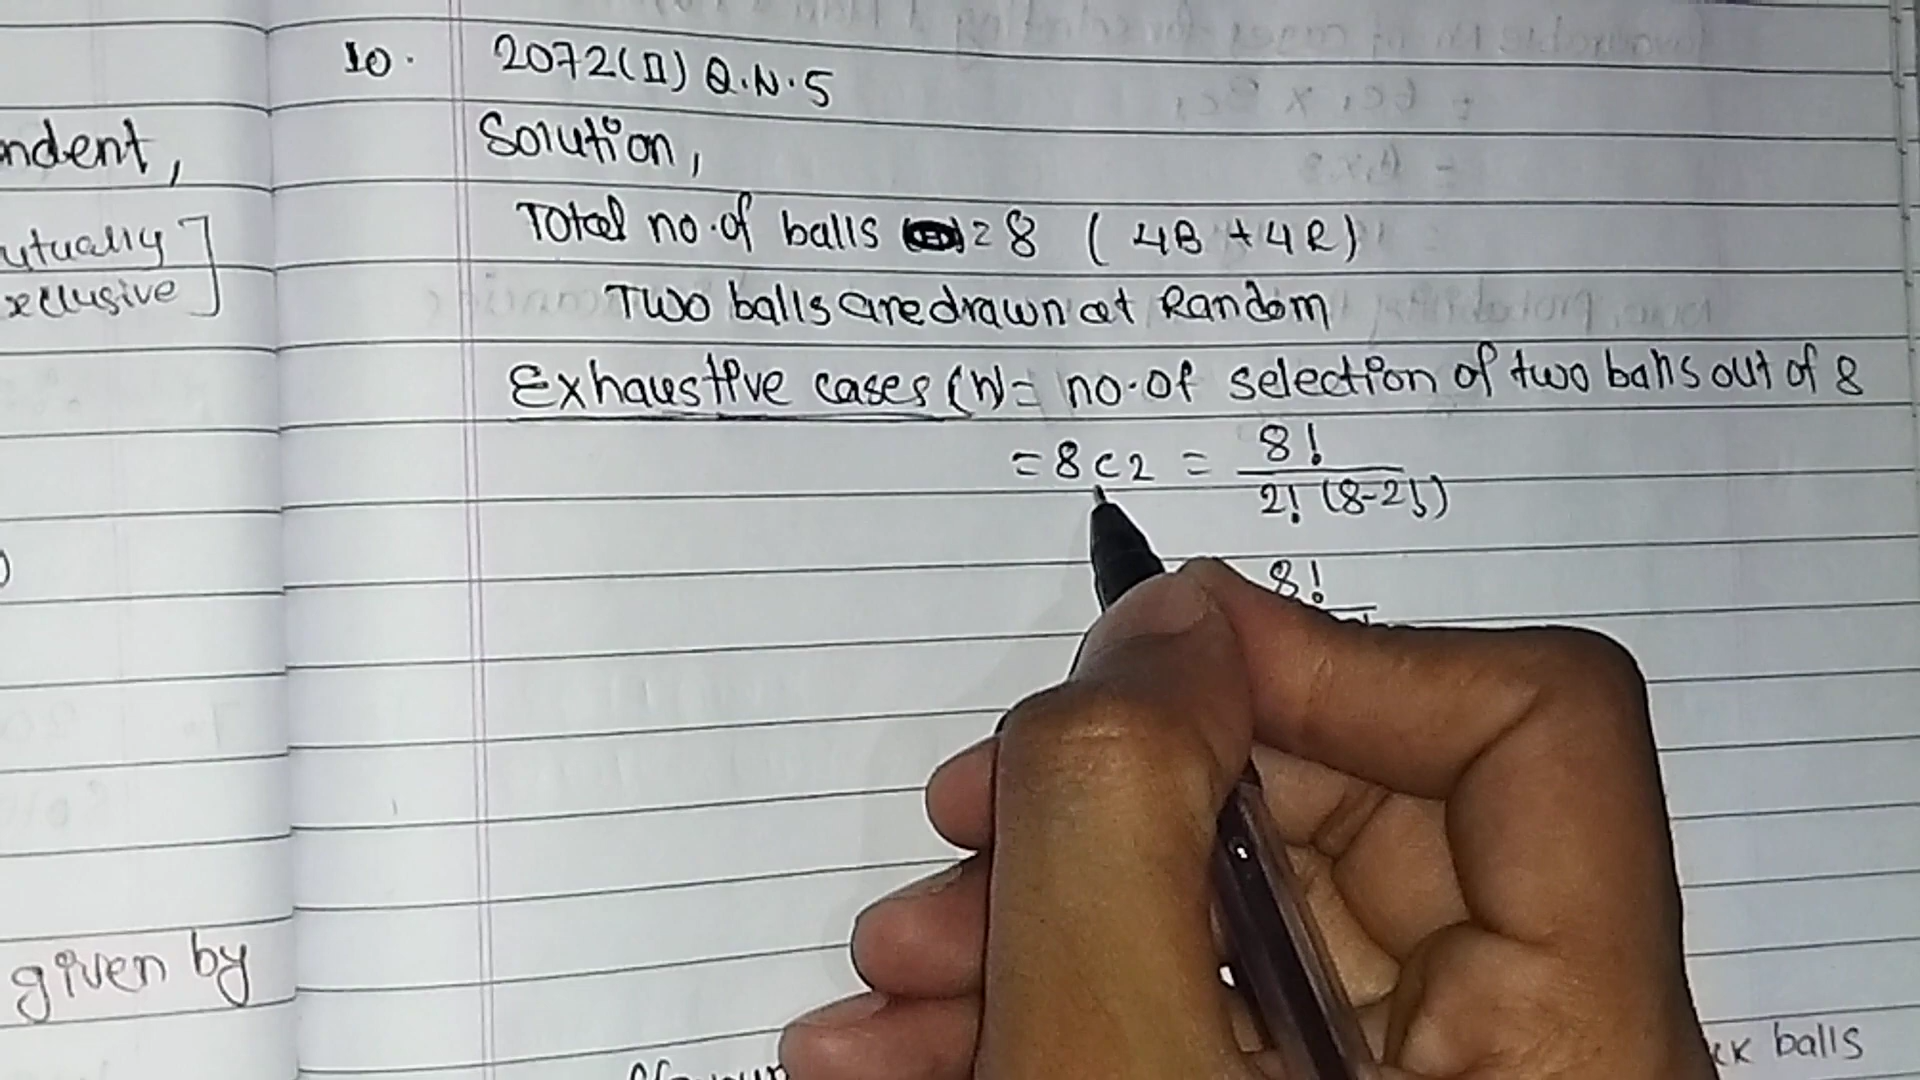 ndent,
utually
xclusive
given by
10. 2072(II) Q.N.5
Solution,
Total no.of balls = 8 (4B + 4R)
Two balls are drawn at Random
Exhaustive cases (n) = no.of selection of two balls out of 8
= 8C2 = 8! / 2! (8-2!)
8!
balls